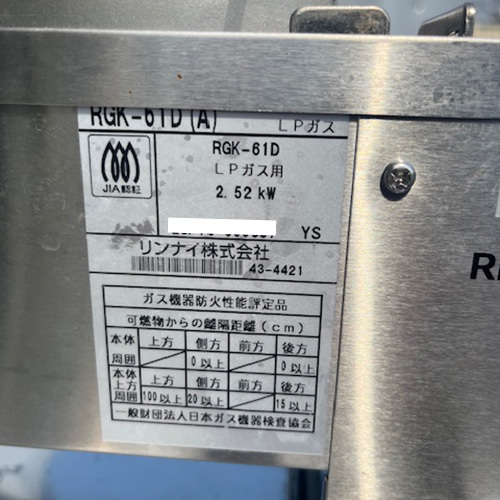 RGK-61D(A) LPガス
JIA認証
RGK-61D
LPガス用
2.52 kW
YS
リンナイ株式会社
43-4421
ガス機器防火性能評定品
可燃物からの離隔距離(cm)
本体周囲 上方 側方 前方 後方
0以上 0以上
本体上方周囲 上方 側方 前方 後方
100以上 20以上 15以上
一般財団法人日本ガス機器検査協会